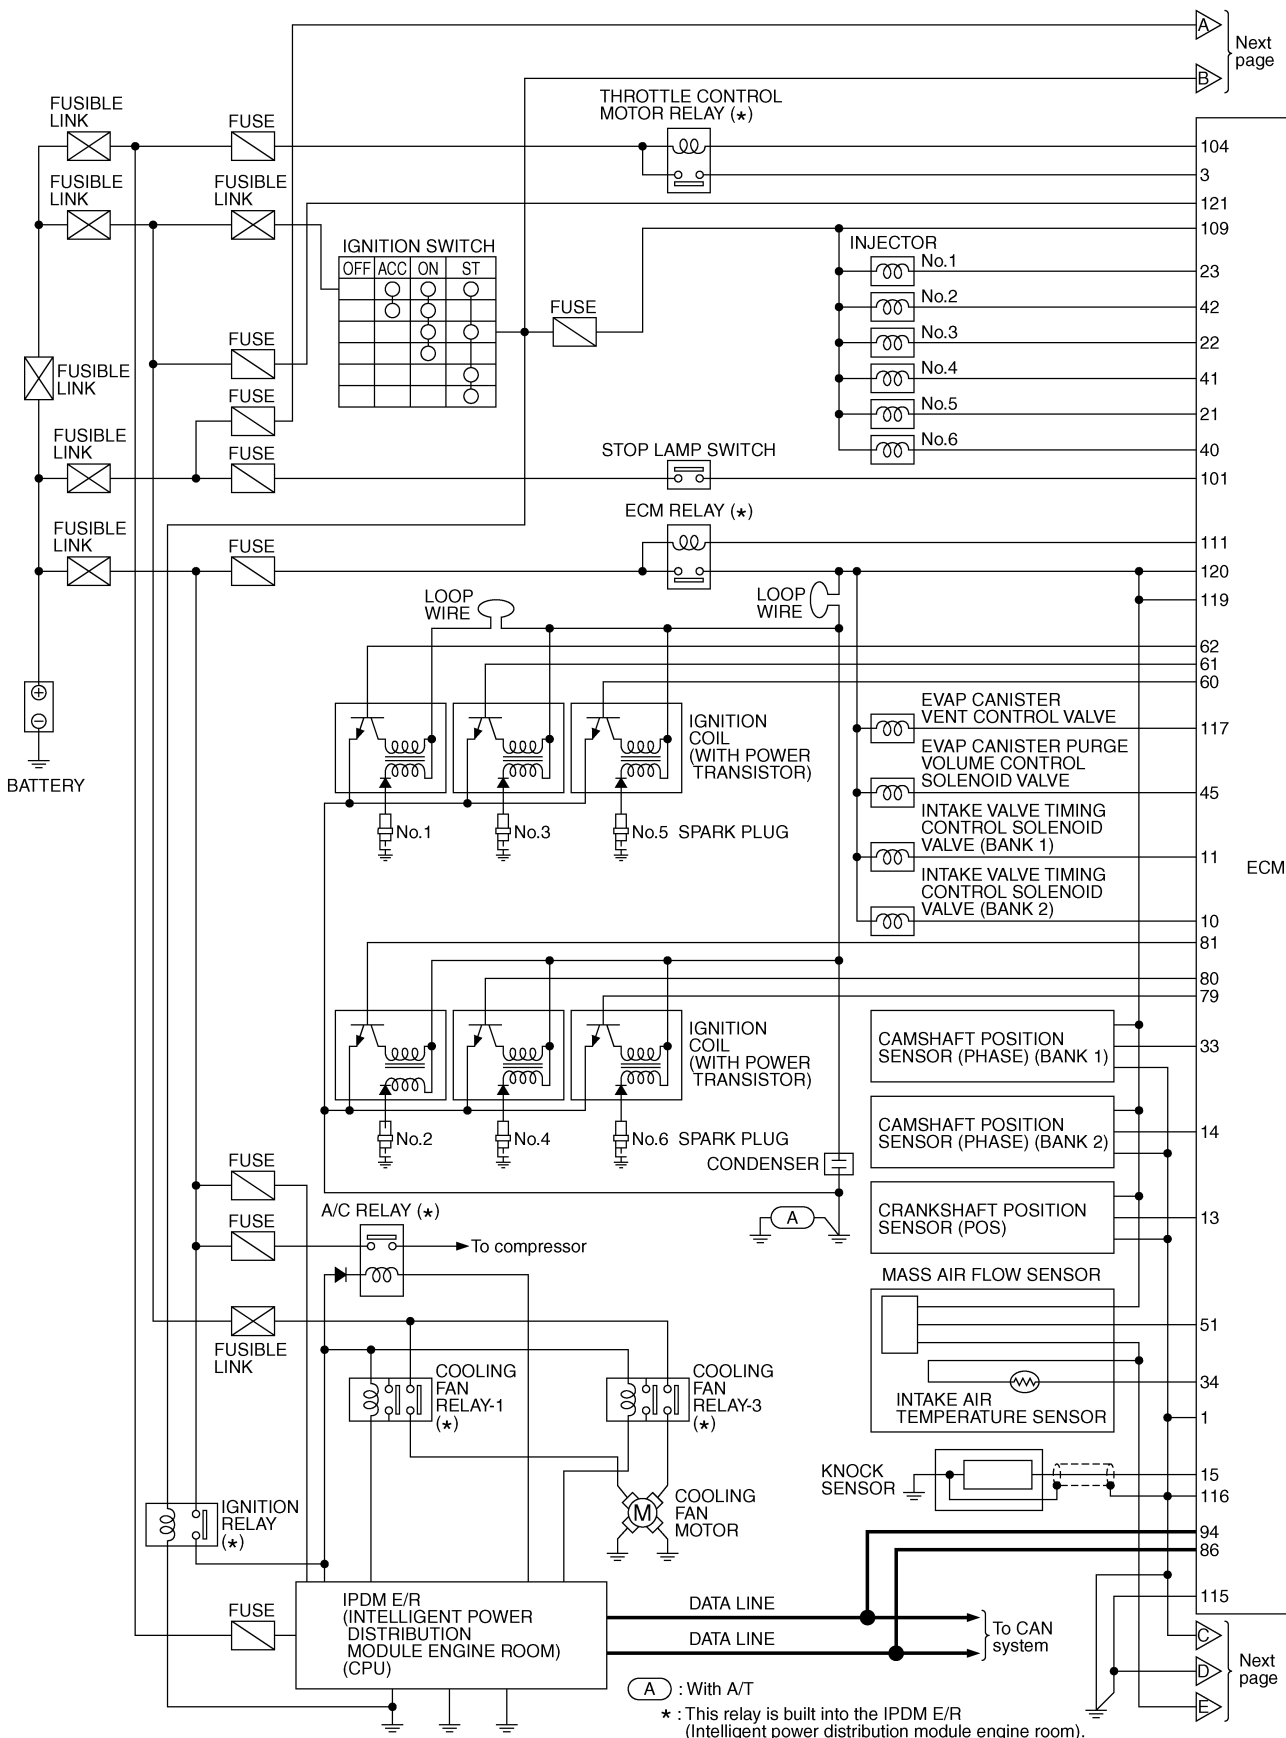 A
Next
page
B
FUSIBLE
LINK
FUSE
THROTTLE CONTROL
MOTOR RELAY (*)
104
3
FUSIBLE
LINK
FUSIBLE
LINK
121
109
IGNITION SWITCH
OFF ACC ON ST
FUSE
INJECTOR
No.1
23
No.2
42
No.3
22
No.4
41
No.5
21
No.6
40
FUSE
FUSIBLE
LINK
FUSE
FUSIBLE
LINK
FUSE
STOP LAMP SWITCH
101
ECM RELAY (*)
FUSIBLE
LINK
FUSE
111
120
119
LOOP
WIRE
LOOP
WIRE
62
61
60
BATTERY
IGNITION
COIL
(WITH POWER
TRANSISTOR)
No.1
No.3
No.5 SPARK PLUG
EVAP CANISTER
VENT CONTROL VALVE
117
EVAP CANISTER PURGE
VOLUME CONTROL
SOLENOID VALVE
45
INTAKE VALVE TIMING
CONTROL SOLENOID
VALVE (BANK 1)
11
INTAKE VALVE TIMING
CONTROL SOLENOID
VALVE (BANK 2)
10
ECM
81
80
79
IGNITION
COIL
(WITH POWER
TRANSISTOR)
No.2
No.4
No.6 SPARK PLUG
CONDENSER
A
CAMSHAFT POSITION
SENSOR (PHASE) (BANK 1)
33
CAMSHAFT POSITION
SENSOR (PHASE) (BANK 2)
14
CRANKSHAFT POSITION
SENSOR (POS)
13
FUSE
FUSE
A/C RELAY (*)
To compressor
MASS AIR FLOW SENSOR
51
34
INTAKE AIR
TEMPERATURE SENSOR
1
FUSIBLE
LINK
COOLING
FAN
RELAY-1
(*)
COOLING
FAN
RELAY-3
(*)
KNOCK
SENSOR
15
116
IGNITION
RELAY
(*)
M
COOLING
FAN
MOTOR
94
86
115
FUSE
IPDM E/R
(INTELLIGENT POWER
DISTRIBUTION
MODULE ENGINE ROOM)
(CPU)
DATA LINE
DATA LINE
To CAN
system
C
D
E
Next
page
A : With A/T
* : This relay is built into the IPDM E/R
(Intelligent power distribution module engine room).